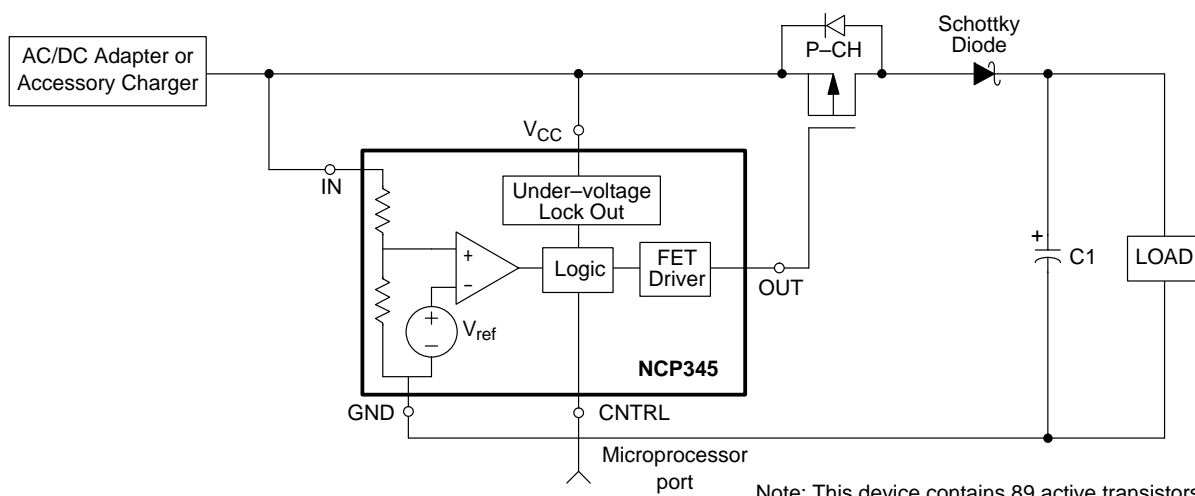 AC/DC Adapter or
Accessory Charger
P–CH
Schottky
Diode
VCC
IN
Under–voltage
Lock Out
+
−
Logic
FET
Driver
OUT
+
−
Vref
NCP345
+
C1
LOAD
GND
CNTRL
Microprocessor
port
Note: This device contains 89 active transistors